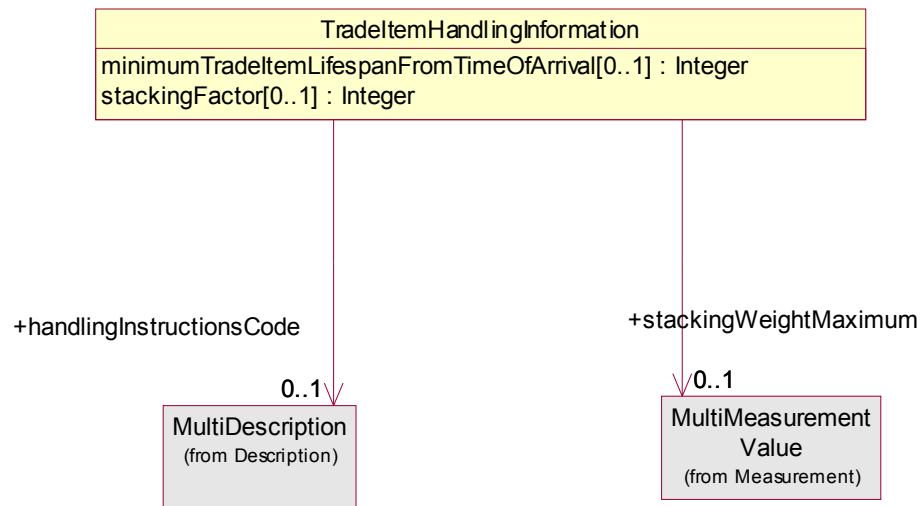 TradeItemHandlingInformation
minimumTradeItemLifespanFromTimeOfArrival[0..1] : Integer
stackingFactor[0..1] : Integer
+handlingInstructionsCode
+stackingWeightMaximum
0..1
0..1
MultiDescription
(from Description)
MultiMeasurement
Value
(from Measurement)